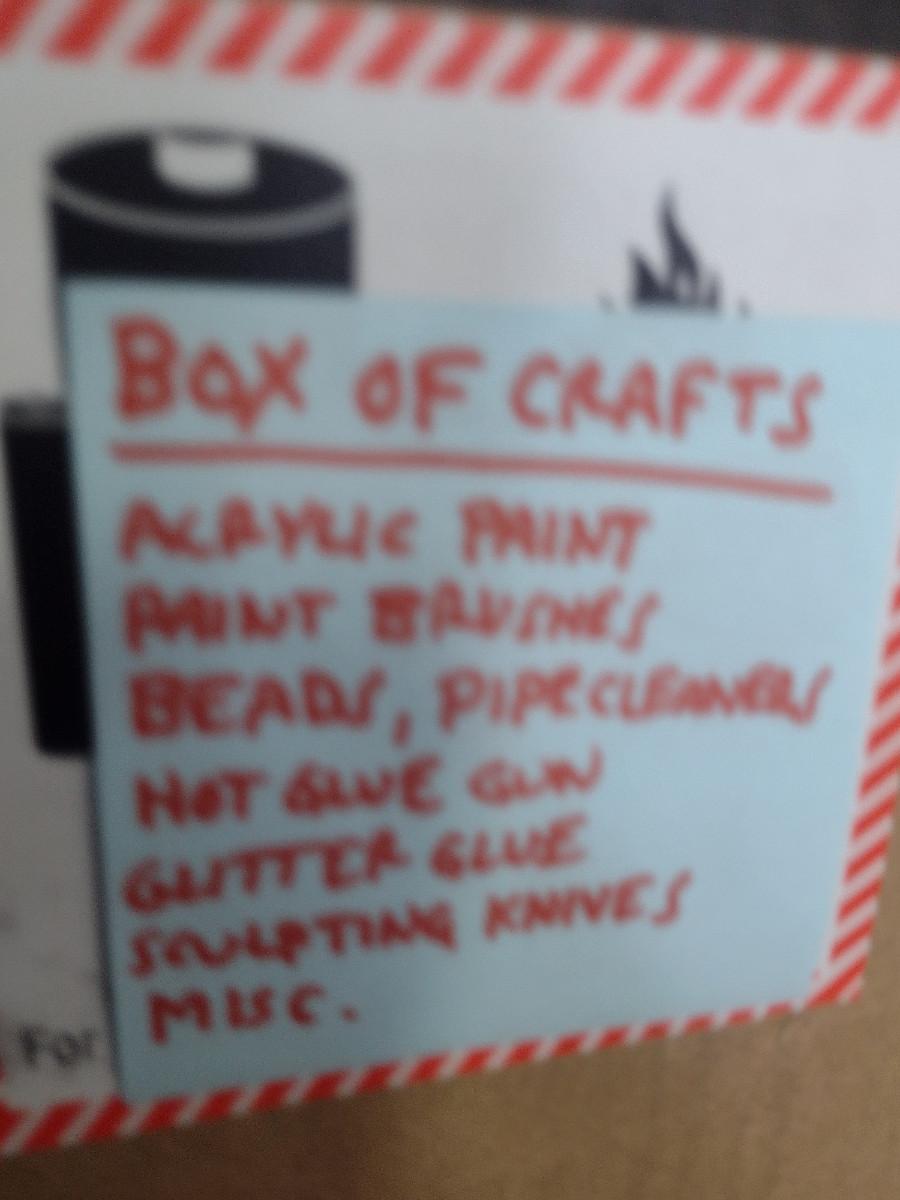 BOX OF CRAFTS
ACRYLIC PAINT
PAINT BRUSHES
BEADS, PIPECLEANERS
HOT GLUE GUN
GLITTER GLUE
SCULPTING KNIVES
MISC.
For